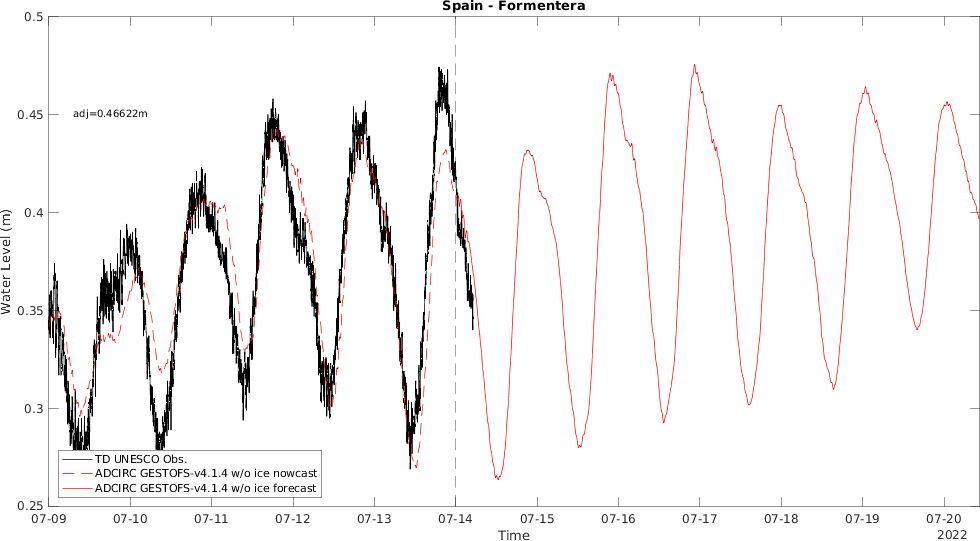 Spain - Formentera
0.5
0.45
0.4
0.35
0.3
0.25
Water Level (m)
adj=0.46622m
TD UNESCO Obs.
ADCIRC GESTOFS-v4.1.4 w/o ice nowcast
ADCIRC GESTOFS-v4.1.4 w/o ice forecast
07-09 07-10 07-11 07-12 07-13 07-14 07-15 07-16 07-17 07-18 07-19 07-20
Time
2022